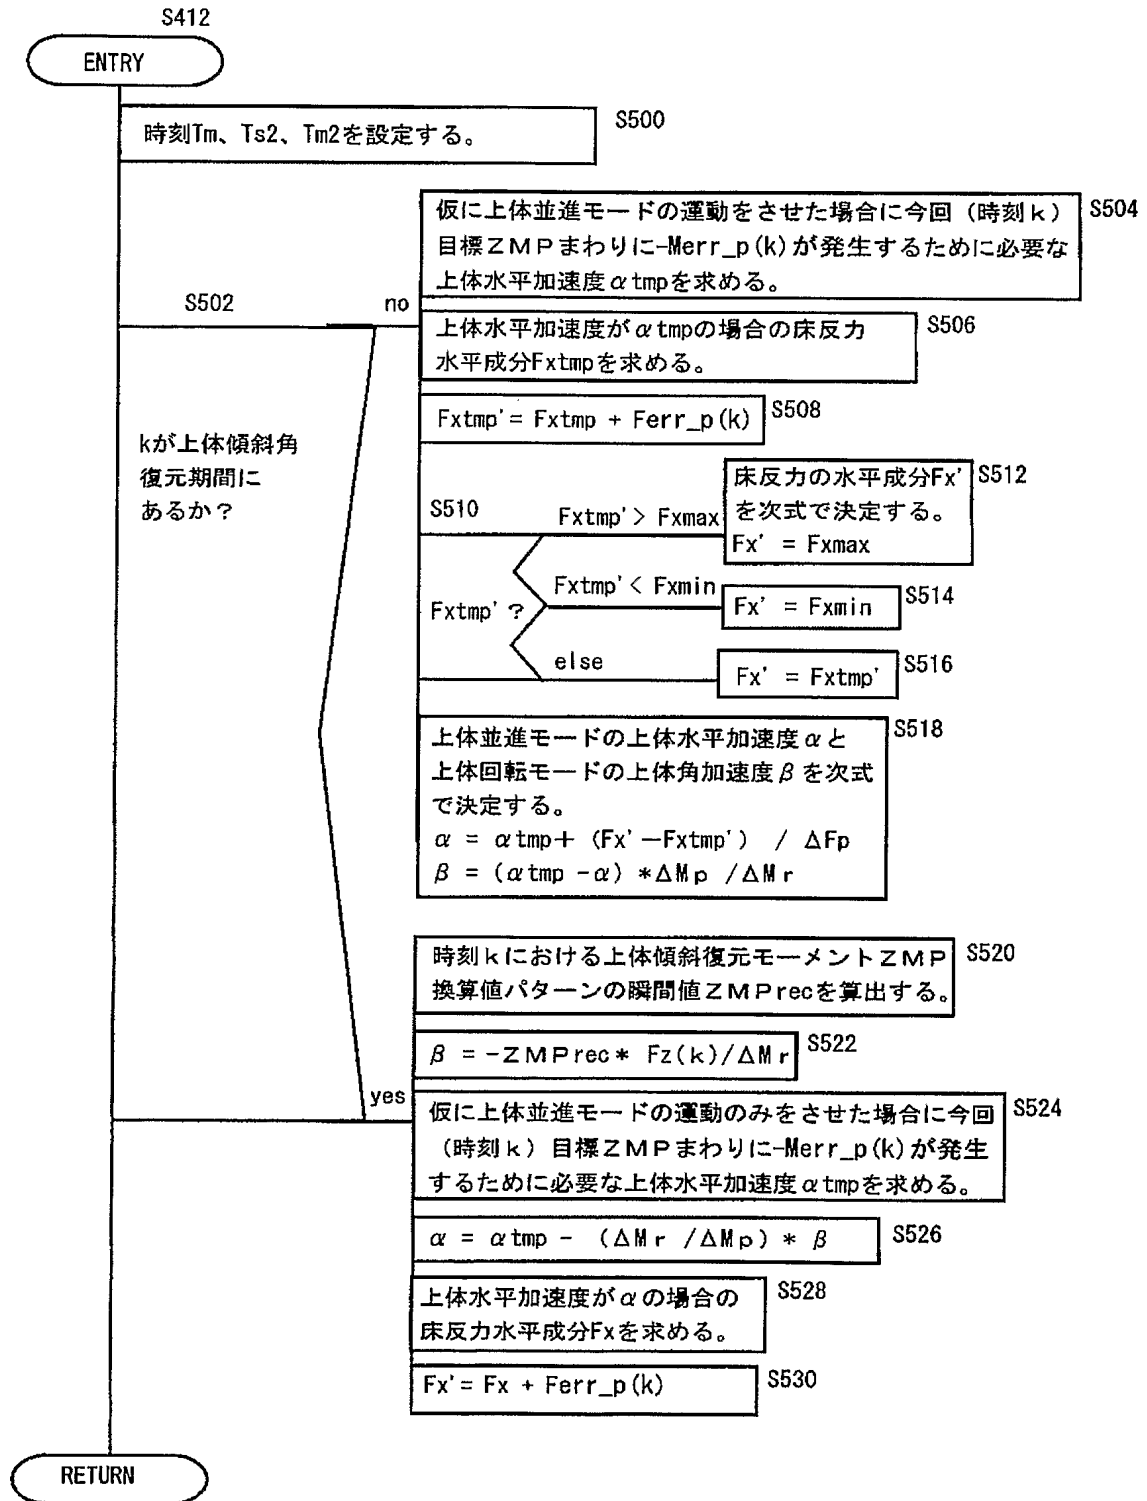 S412
ENTRY
時刻Tm、Ts2、Tm2を設定する。
S500
仮に上体並進モードの運動をさせた場合に今回（時刻ｋ）
目標ＺＭＰまわりに-Merr_p(k)が発生するために必要な
上体水平加速度αtmpを求める。
S504
S502
no
上体水平加速度がαtmpの場合の床反力
水平成分Fxtmpを求める。
S506
Fxtmp'= Fxtmp + Ferr_p(k)
S508
kが上体傾斜角
復元期間に
あるか？
S510
Fxtmp'> Fxmax
床反力の水平成分Fx'
を次式で決定する。
Fx' = Fxmax
S512
Fxtmp'？
Fxtmp'< Fxmin
Fx' = Fxmin
S514
else
Fx' = Fxtmp'
S516
上体並進モードの上体水平加速度αと
上体回転モードの上体角加速度βを次式
で決定する。
α = αtmp＋ (Fx'－Fxtmp') / ΔFp
β = (αtmp -α) *ΔＭｐ /ΔＭｒ
S518
時刻ｋにおける上体傾斜復元モーメントＺＭＰ
換算値パターンの瞬間値ＺＭＰrecを算出する。
S520
β = -ＺＭＰrec* Fz(k)/ΔＭｒ
S522
yes
仮に上体並進モードの運動のみをさせた場合に今回
（時刻ｋ）目標ＺＭＰまわりに-Merr_p(k)が発生
するために必要な上体水平加速度αtmpを求める。
S524
α = αtmp - (ΔＭｒ /ΔＭｐ) * β
S526
上体水平加速度がαの場合の
床反力水平成分Fxを求める。
S528
Fx'= Fx + Ferr_p(k)
S530
RETURN